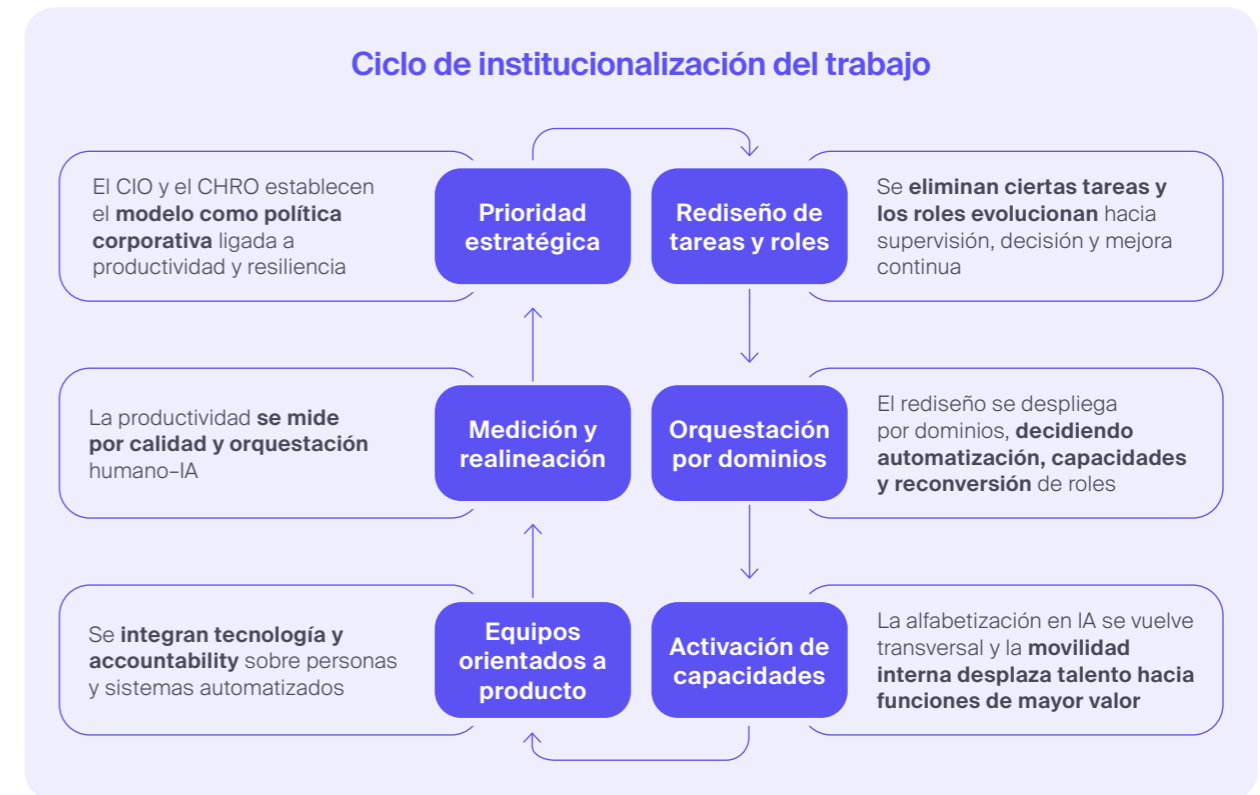 Ciclo de institucionalización del trabajo
El CIO y el CHRO establecen
el modelo como política
corporativa ligada a
productividad y resiliencia
Prioridad
estratégica
Rediseño de
tareas y roles
Se eliminan ciertas tareas y
los roles evolucionan hacia
supervisión, decisión y mejora
continua
La productividad se mide
por calidad y orquestación
humano–IA
Medición y
realineación
Orquestación
por dominios
El rediseño se despliega
por dominios, decidiendo
automatización, capacidades
y reconversión de roles
Se integran tecnología y
accountability sobre personas
y sistemas automatizados
Equipos
orientados a
producto
Activación de
capacidades
La alfabetización en IA se vuelve
transversal y la movilidad
interna desplaza talento hacia
funciones de mayor valor